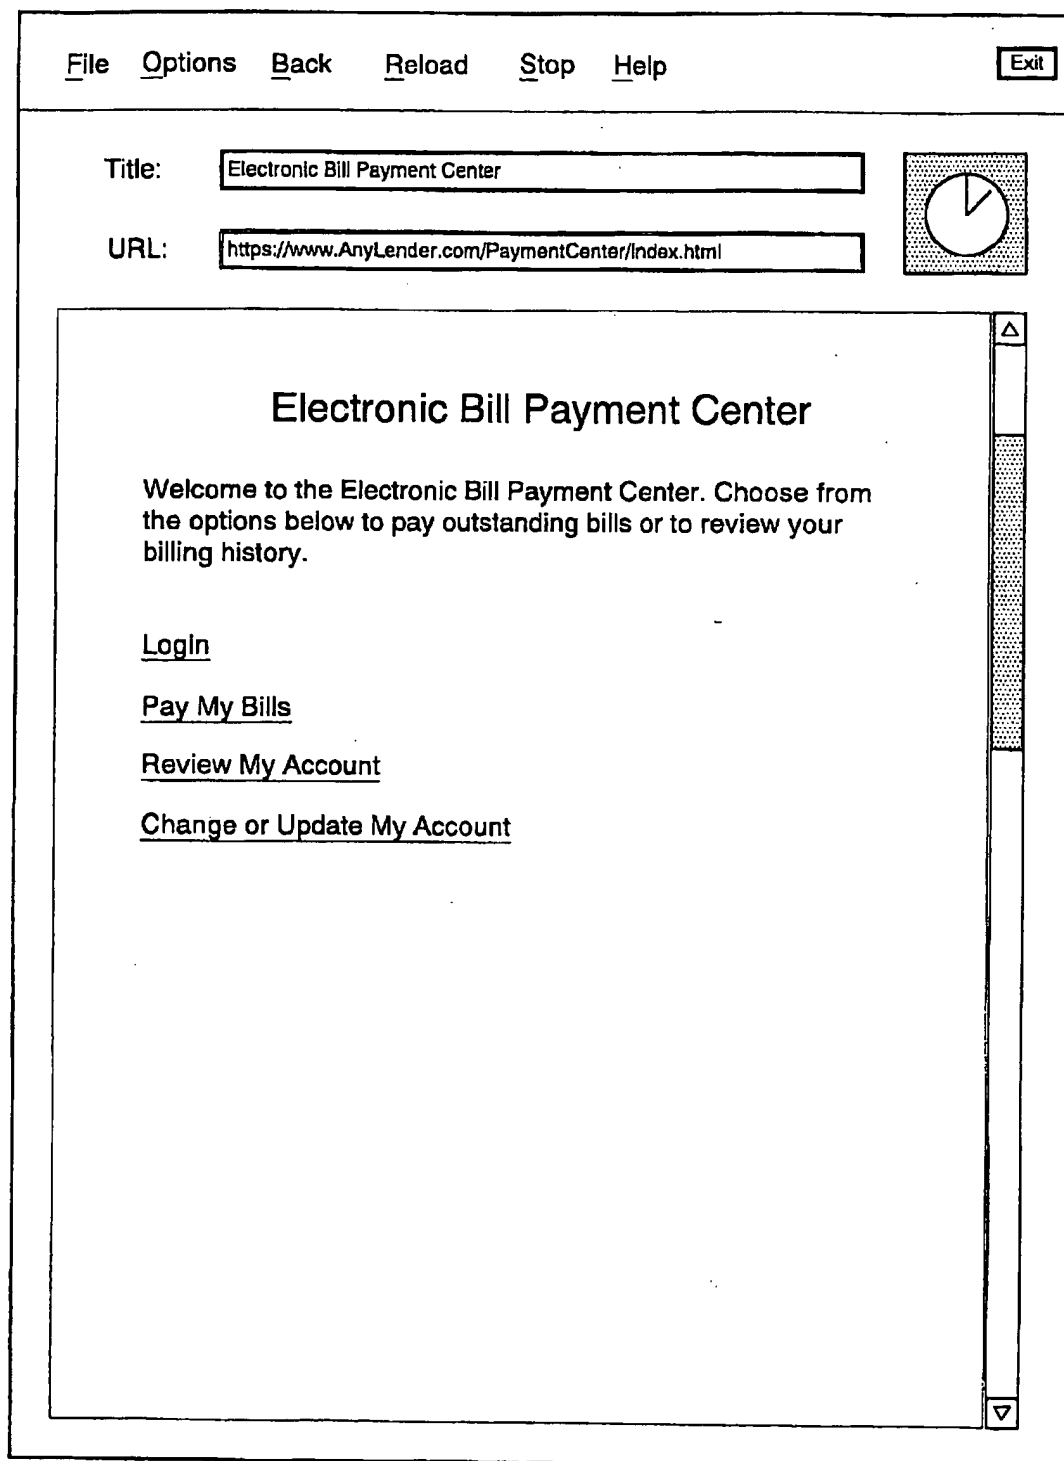 File Options Back Reload Stop Help Exit
Title: Electronic Bill Payment Center
URL: https://www.AnyLender.com/PaymentCenter/Index.html
Electronic Bill Payment Center
Welcome to the Electronic Bill Payment Center. Choose from
the options below to pay outstanding bills or to review your
billing history.
Login
Pay My Bills
Review My Account
Change or Update My Account